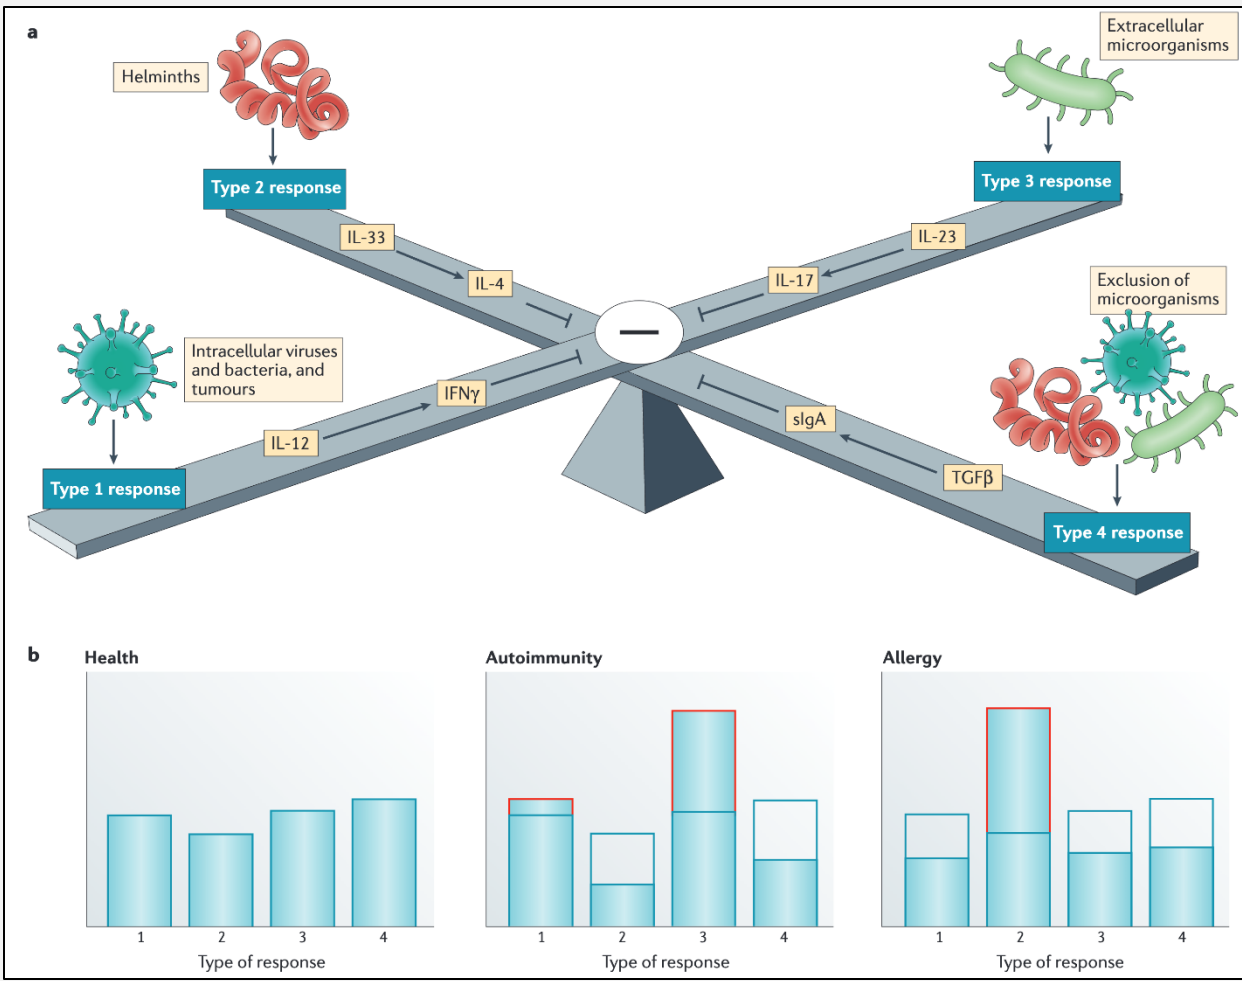 a
Helminths
Extracellular
microorganisms
Type 2 response
Type 3 response
IL-33
IL-4
IL-23
IL-17
Exclusion of
microorganisms
Intracellular viruses
and bacteria, and
tumours
IFNγ
IL-12
sIgA
TGFβ
Type 1 response
Type 4 response
b
Health
1 2 3 4
Type of response
Autoimmunity
1 2 3 4
Type of response
Allergy
1 2 3 4
Type of response